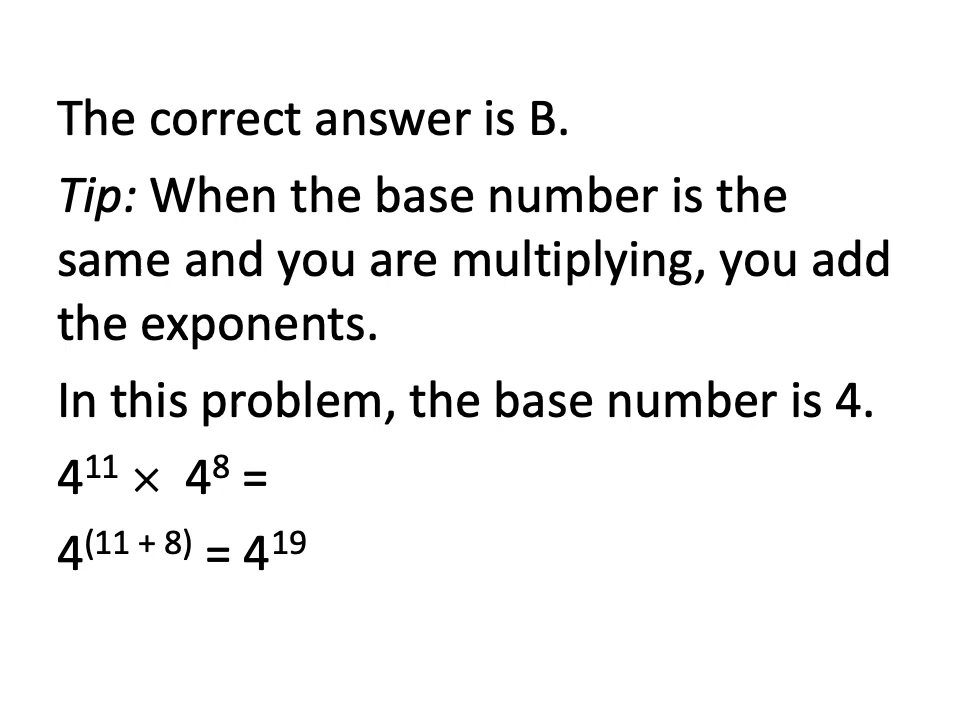 The correct answer is B.
Tip: When the base number is the
same and you are multiplying, you add
the exponents.
In this problem, the base number is 4.
4¹¹ × 4⁸ =
4⁽¹¹ ⁺ ⁸⁾ = 4¹⁹